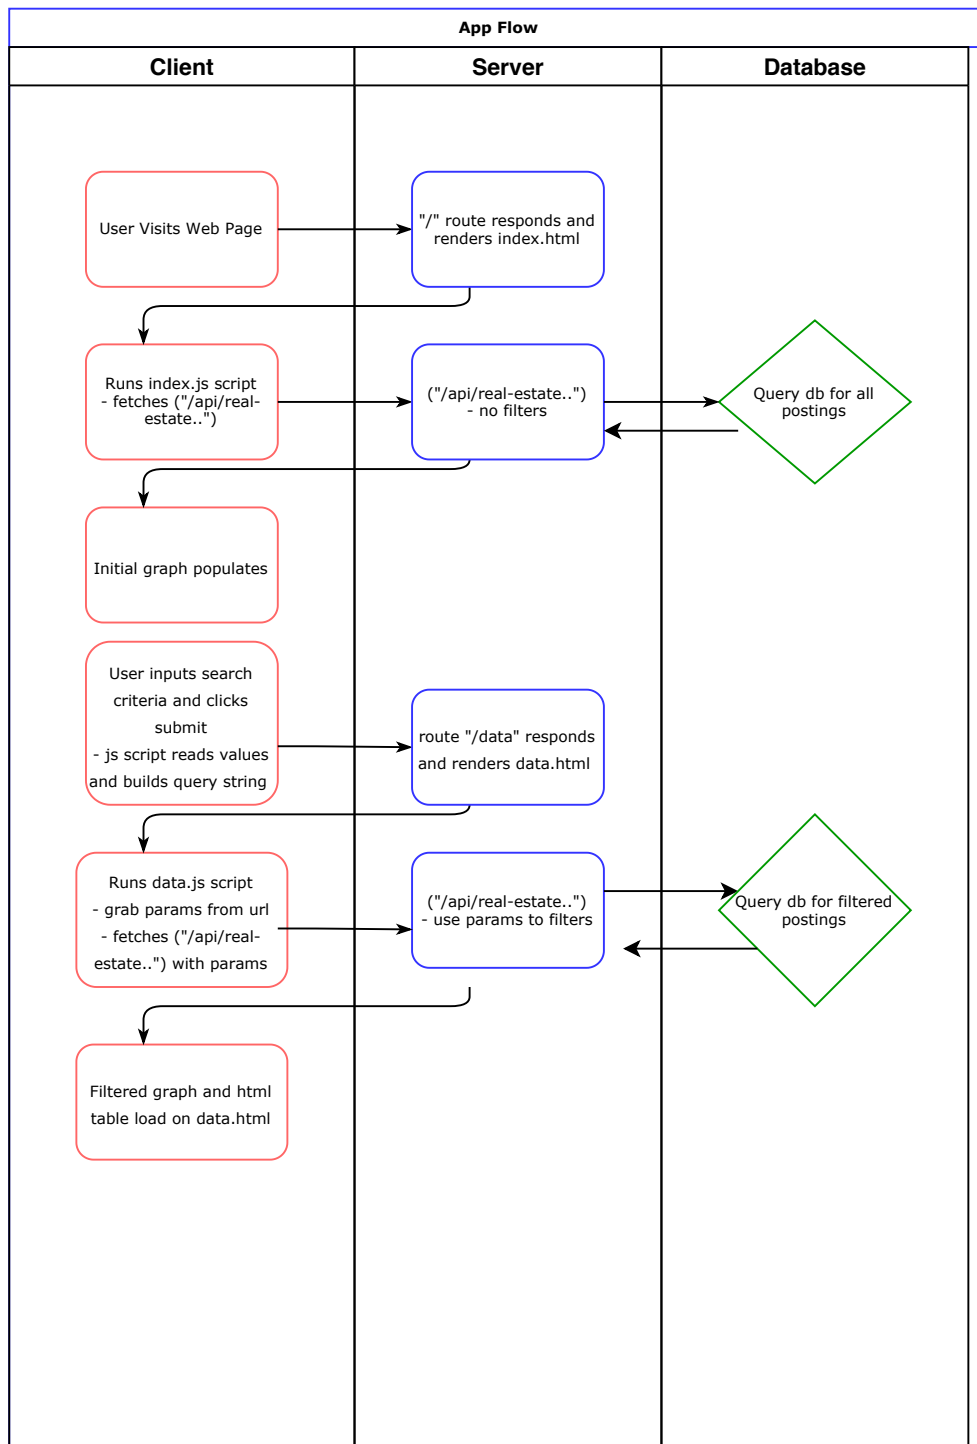 App Flow
Client
Server
Database
User Visits Web Page
"/" route responds and
renders index.html
Runs index.js script
- fetches ("/api/real-
estate..")
("/api/real-estate..")
- no filters
Query db for all
postings
Initial graph populates
User inputs search
criteria and clicks
submit
- js script reads values
and builds query string
route "/data" responds
and renders data.html
Runs data.js script
- grab params from url
- fetches ("/api/real-
estate..") with params
("/api/real-estate..")
- use params to filters
Query db for filtered
postings
Filtered graph and html
table load on data.html